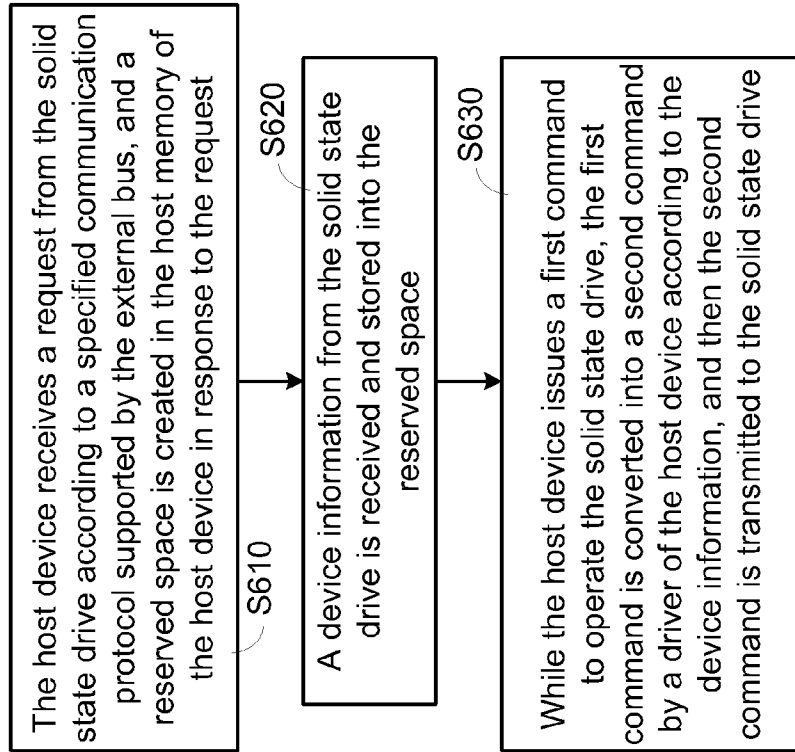 The host device receives a request from the solid
state drive according to a specified communication
protocol supported by the external bus, and a
reserved space is created in the host memory of
the host device in response to the request
S610
A device information from the solid state
drive is received and stored into the
reserved space
S620
While the host device issues a first command
to operate the solid state drive, the first
command is converted into a second command
by a driver of the host device according to the
device information, and then the second
command is transmitted to the solid state drive
S630